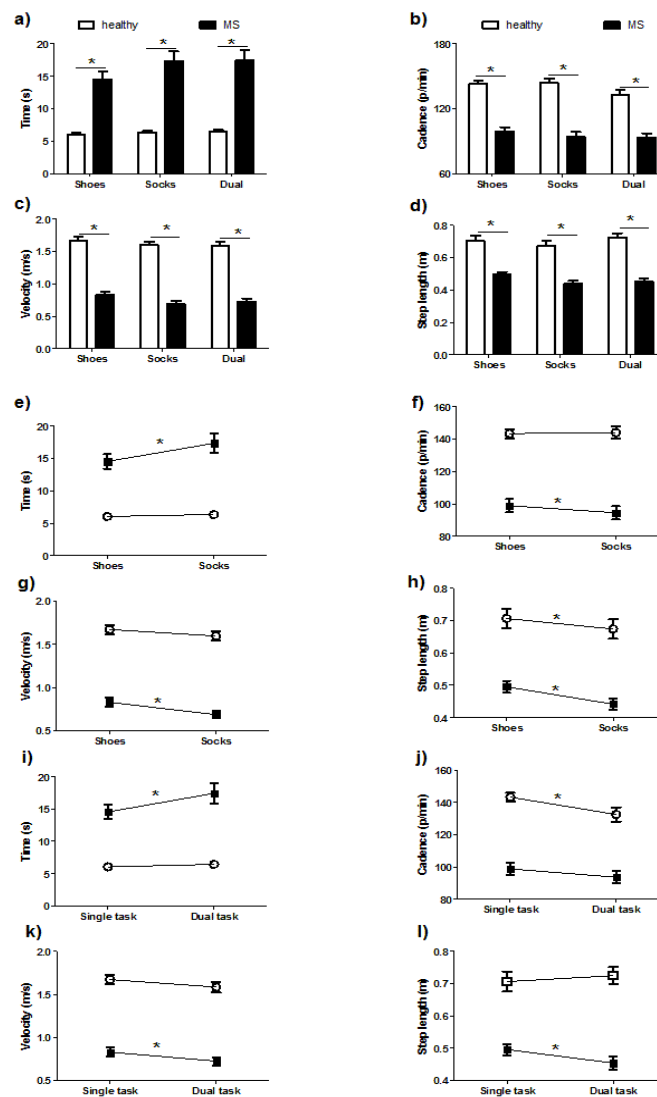 healthy MS
healthy MS
a)
Time (s)
20
15
10
5
0
*
*
*
Shoes Socks Dual
b)
Cadence (p/min)
180
120
60
*
*
*
Shoes Socks Dual
c)
Velocity (m/s)
2.0
1.5
1.0
0.5
0.0
*
*
*
Shoes Socks Dual
d)
Step length (m)
0.8
0.6
0.4
0.2
0.0
*
*
*
Shoes Socks Dual
e)
Time (s)
20
15
10
5
0
*
Shoes Socks
f)
Cadence (p/min)
160
140
120
100
80
*
Shoes Socks
g)
Velocity (m/s)
2.0
1.5
1.0
0.5
*
Shoes Socks
h)
Step length (m)
0.8
0.7
0.6
0.5
0.4
*
*
Shoes Socks
i)
Time (s)
20
15
10
5
0
*
Single task Dual task
j)
Cadence (p/min)
160
140
120
100
80
*
Single task Dual task
k)
Velocity (m/s)
2.0
1.5
1.0
0.5
*
Single task Dual task
l)
Step length (m)
0.8
0.7
0.6
0.5
0.4
*
Single task Dual task